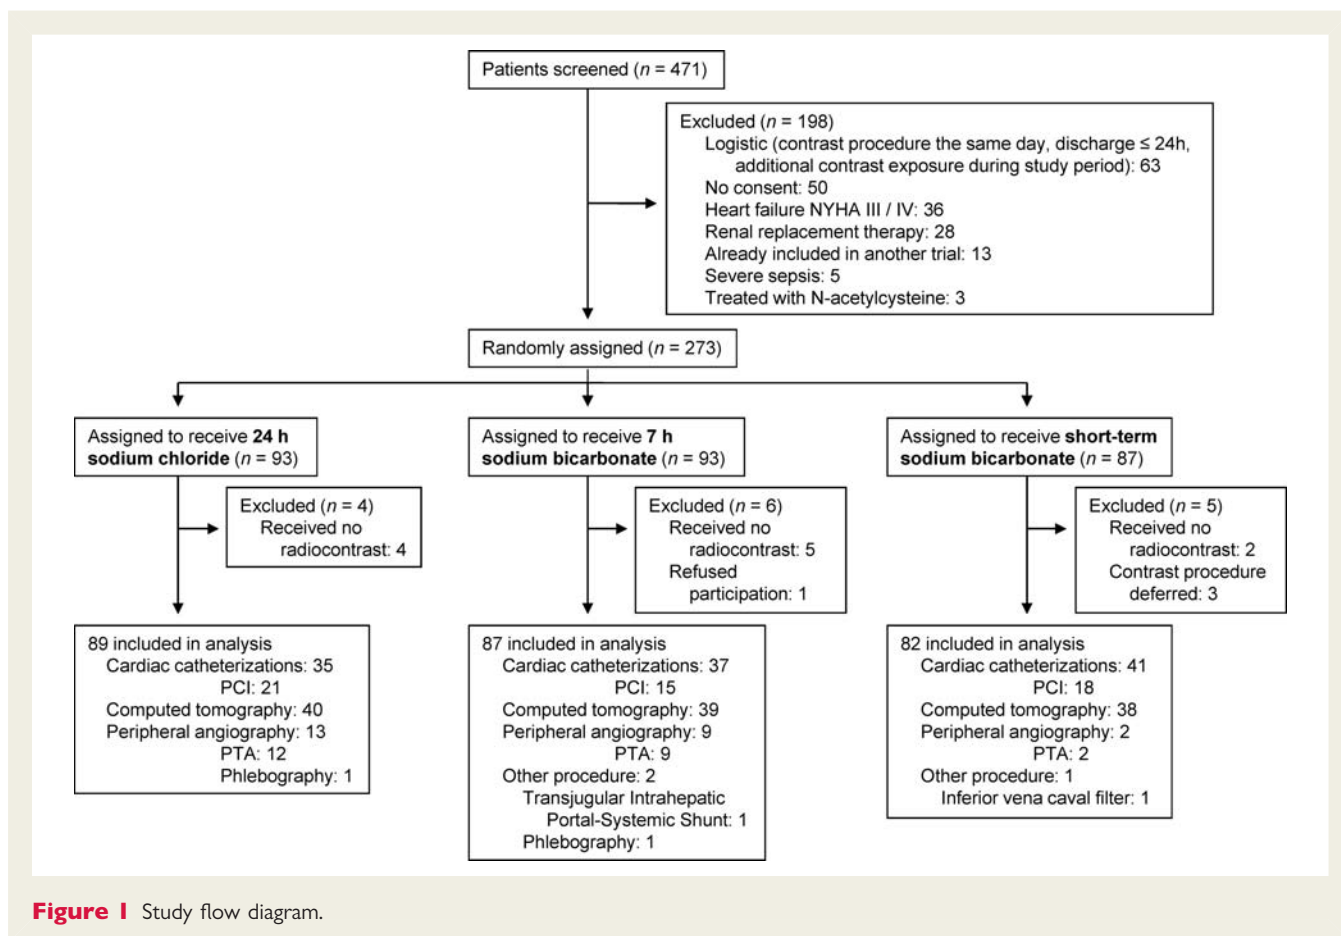 Patients screened (n = 471)
Excluded (n = 198)
Logistic (contrast procedure the same day, discharge ≤ 24h,
additional contrast exposure during study period): 63
No consent: 50
Heart failure NYHA III / IV: 36
Renal replacement therapy: 28
Already included in another trial: 13
Severe sepsis: 5
Treated with N-acetylcysteine: 3
Randomly assigned (n = 273)
Assigned to receive 24 h
sodium chloride (n = 93)
Excluded (n = 4)
Received no
radiocontrast: 4
89 included in analysis
Cardiac catheterizations: 35
PCI: 21
Computed tomography: 40
Peripheral angiography: 13
PTA: 12
Phlebography: 1
Assigned to receive 7 h
sodium bicarbonate (n = 93)
Excluded (n = 6)
Received no
radiocontrast: 5
Refused
participation: 1
87 included in analysis
Cardiac catheterizations: 37
PCI: 15
Computed tomography: 39
Peripheral angiography: 9
PTA: 9
Other procedure: 2
Transjugular Intrahepatic
Portal-Systemic Shunt: 1
Phlebography: 1
Assigned to receive short-term
sodium bicarbonate (n = 87)
Excluded (n = 5)
Received no
radiocontrast: 2
Contrast procedure
deferred: 3
82 included in analysis
Cardiac catheterizations: 41
PCI: 18
Computed tomography: 38
Peripheral angiography: 2
PTA: 2
Other procedure: 1
Inferior vena caval filter: 1
Figure 1 Study flow diagram.